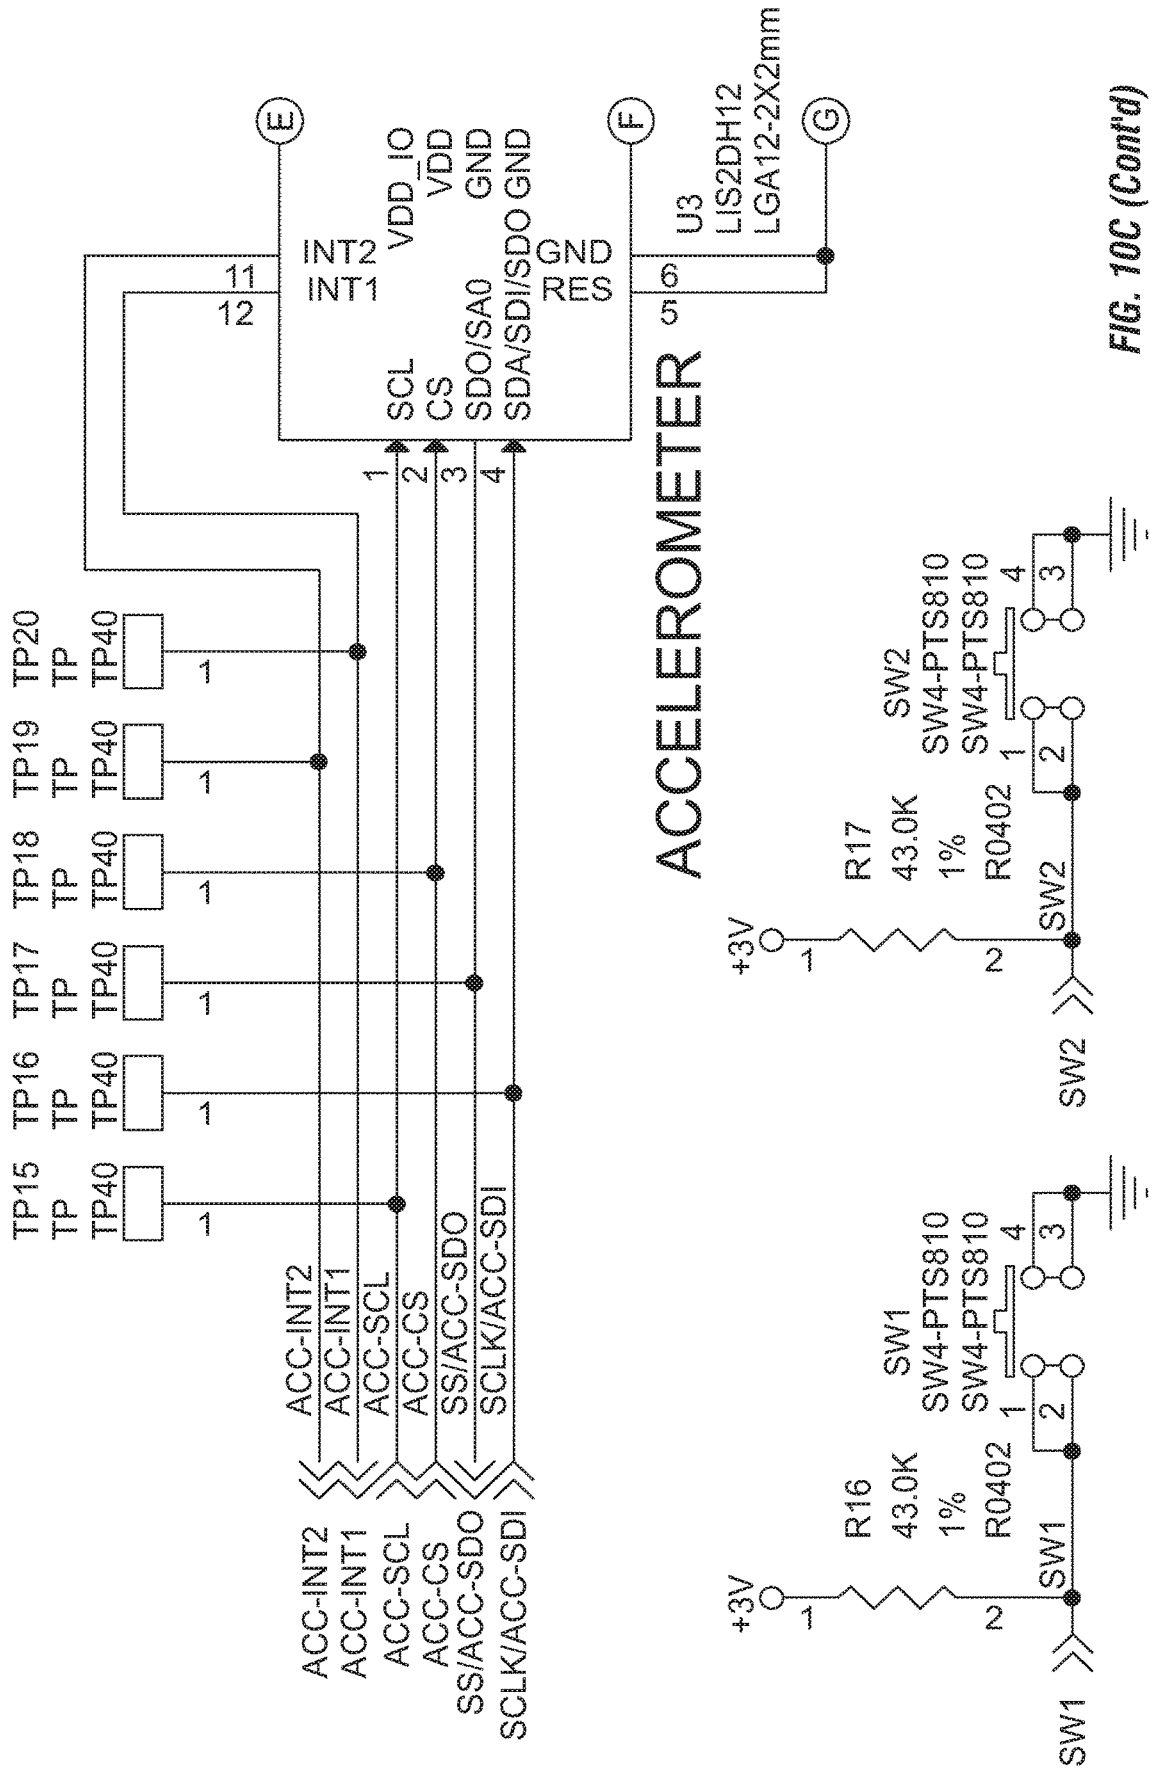 TP15
TP
TP40
1
TP16
TP
TP40
1
TP17
TP
TP40
1
TP18
TP
TP40
1
TP19
TP
TP40
1
TP20
TP
TP40
1
ACC-INT2
ACC-INT2
ACC-INT1
ACC-INT1
ACC-SCL
ACC-SCL
ACC-CS
ACC-CS
SS/ACC-SDO
SS/ACC-SDO
SCLK/ACC-SDI
SCLK/ACC-SDI
11
12
INT2
INT1
E
1
SCL
VDD_IO
2
CS
VDD
3
SDO/SA0
GND
4
SDA/SDI/SDO
GND
GND
RES
6
5
F
U3
LIS2DH12
LGA12-2X2mm
G
ACCELEROMETER
+3V
1
R16
43.0K
1%
R0402
2
SW1
SW1
SW1
SW4-PTS810
SW4-PTS810
1
2
4
3
+3V
1
R17
43.0K
1%
R0402
2
SW2
SW2
SW2
SW4-PTS810
SW4-PTS810
1
2
4
3
FIG. 10C (Cont'd)